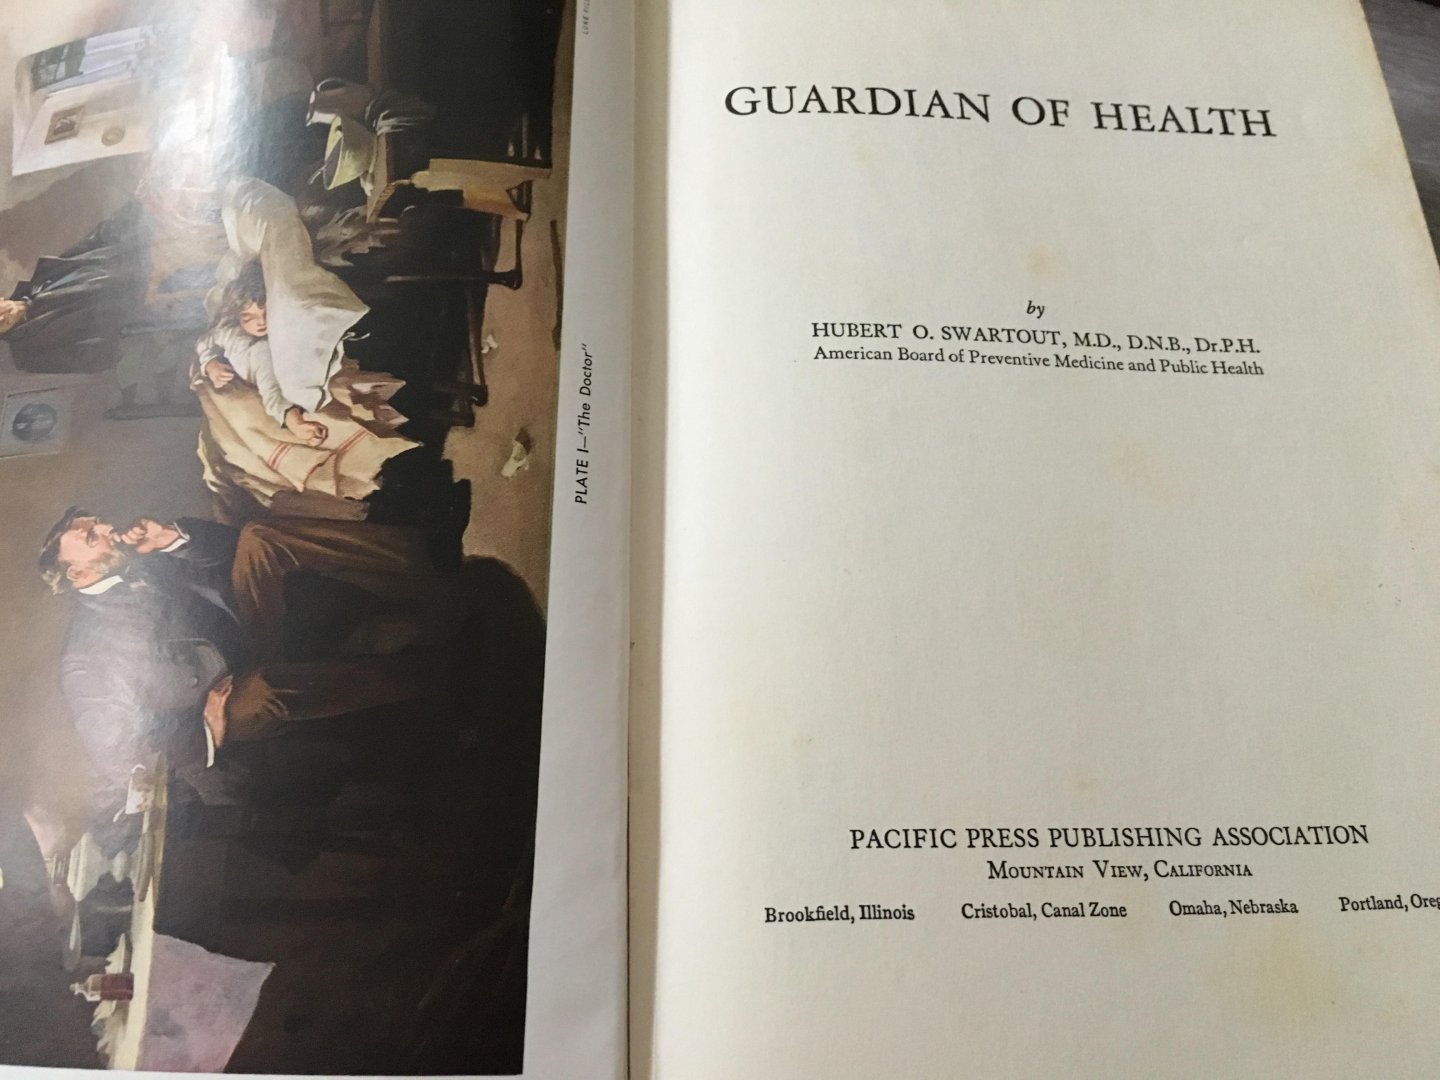 PLATE I—"The Doctor"
GUARDIAN OF HEALTH
by
HUBERT O. SWARTOUT, M.D., D.N.B., Dr.P.H.
American Board of Preventive Medicine and Public Health
PACIFIC PRESS PUBLISHING ASSOCIATION
MOUNTAIN VIEW, CALIFORNIA
Brookfield, Illinois Cristobal, Canal Zone Omaha, Nebraska Portland,